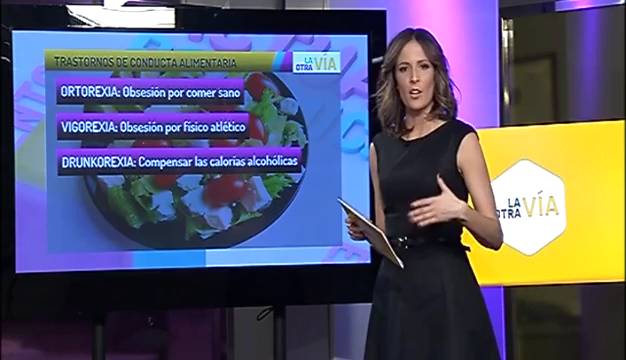 TRASTORNOS DE CONDUCTA ALIMENTARIA
LA
OTRA VÍA
ORTOREXIA: Obsesión por comer sano
VIGOREXIA: Obsesión por físico atlético
DRUNKOREXIA: Compensar las calorías alcohólicas
LA
OTRA VÍA